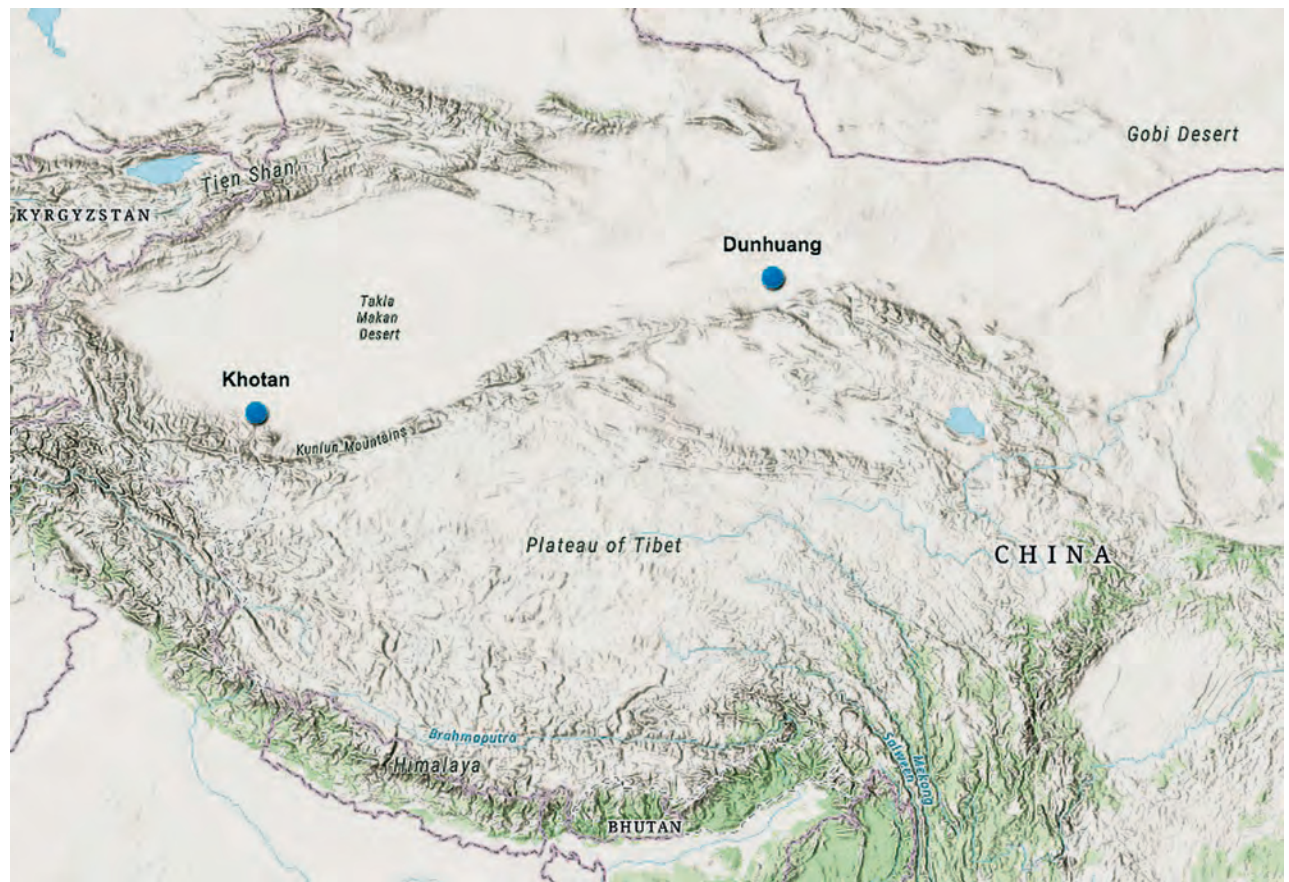 Gobi Desert
Tien Shan
KYRGYZSTAN
Dunhuang
Takla
Makan
Desert
Khotan
Kunlun Mountains
Plateau of Tibet
CHINA
Brahmaputra
Himalaya
Salween
Mekong
BHUTAN